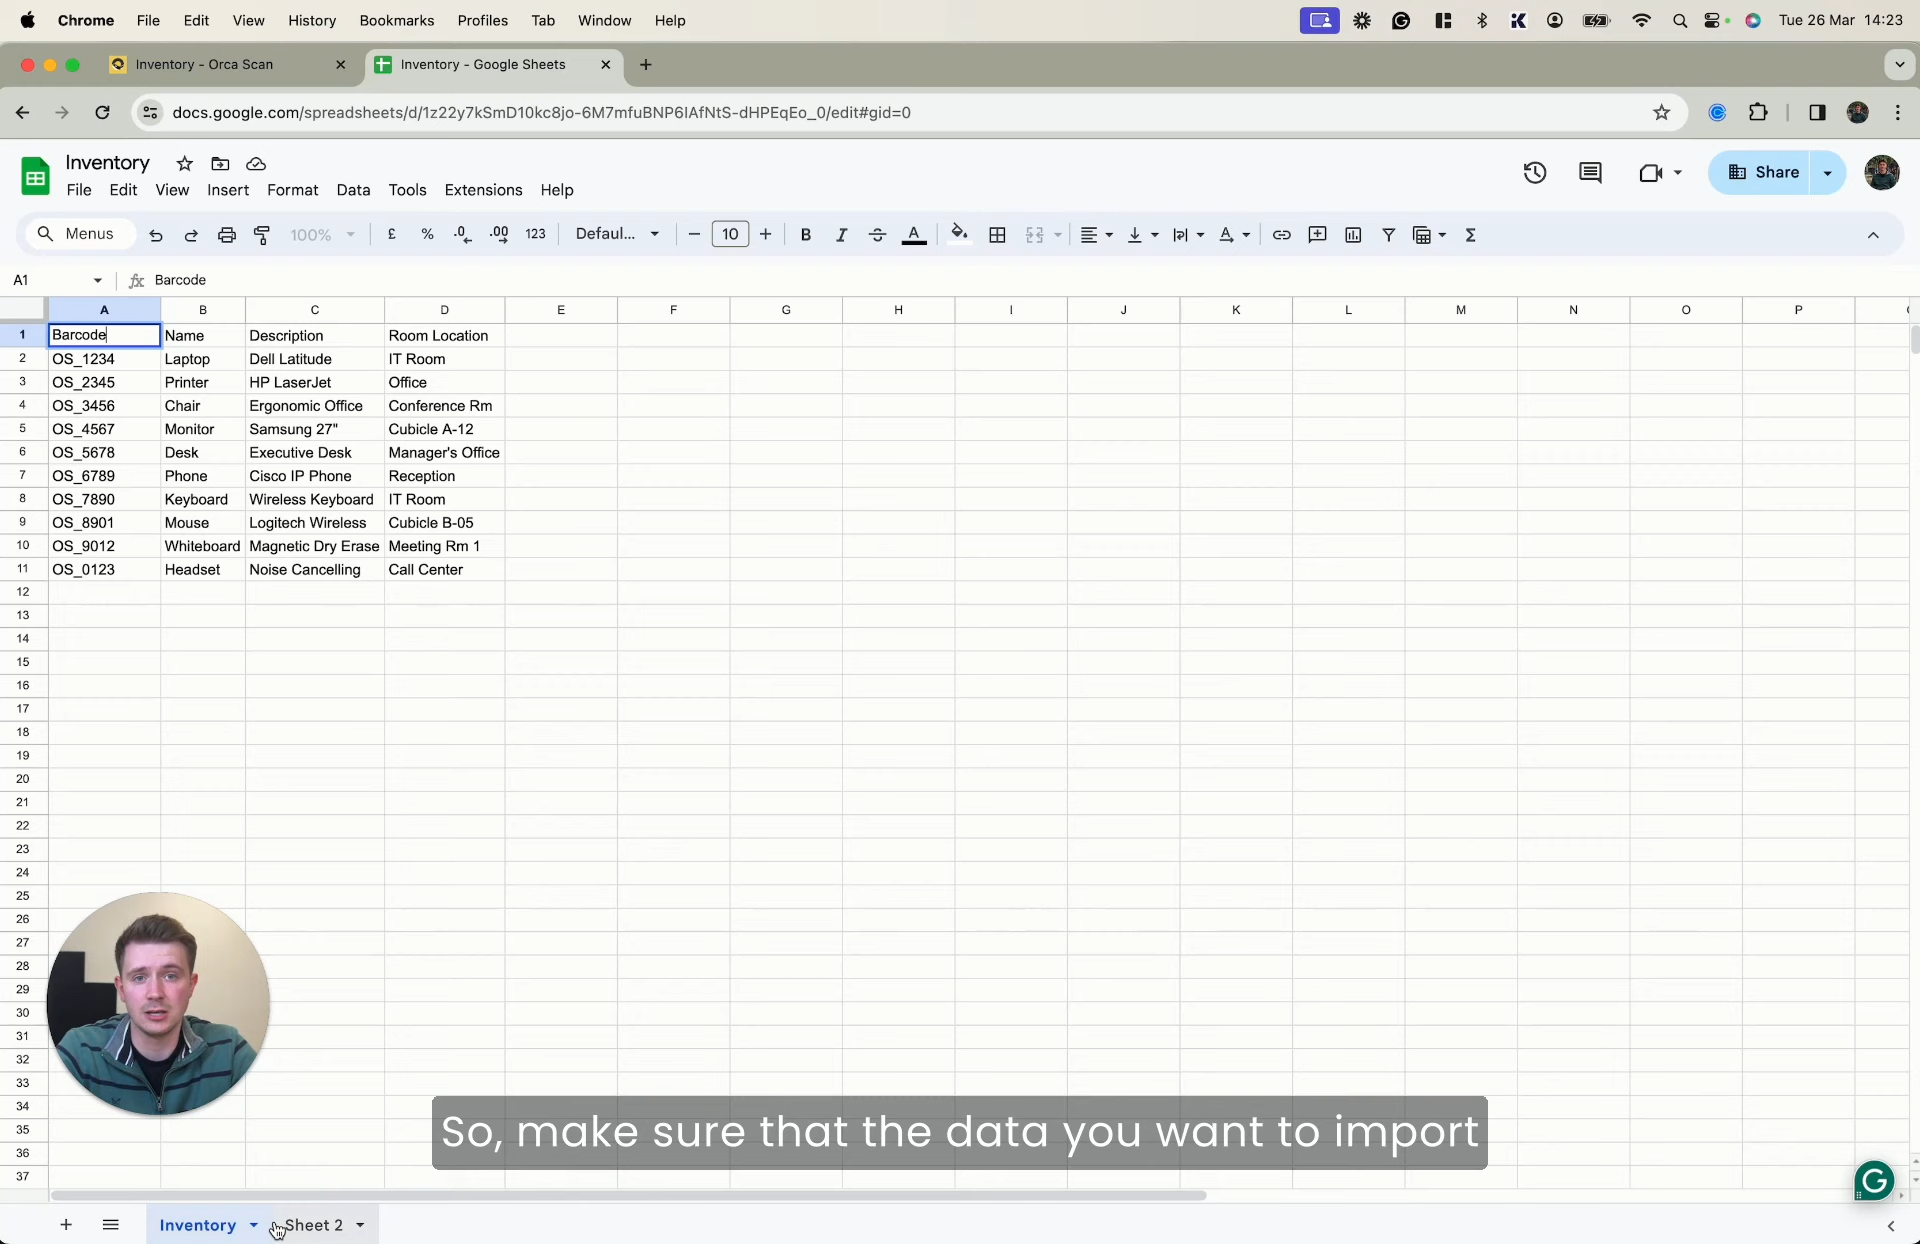 Chrome File Edit View History Bookmarks Profiles Tab Window Help Tue 26 Mar 14:23
Inventory - Orca Scan Inventory - Google Sheets
docs.google.com/spreadsheets/d/1z22y7kSmD10kc8jo-6M7mfuBNP6IAfNtS-dHPEqEo_0/edit#gid=0
Inventory
File Edit View Insert Format Data Tools Extensions Help
Share
Menus 100% £ % .0 .00 123 Defaul... 10 B I A
A1 fx Barcode
A B C D E F G H I J K L M N O P
1 Barcode Name Description Room Location
2 OS_1234 Laptop Dell Latitude IT Room
3 OS_2345 Printer HP LaserJet Office
4 OS_3456 Chair Ergonomic Office Conference Rm
5 OS_4567 Monitor Samsung 27" Cubicle A-12
6 OS_5678 Desk Executive Desk Manager's Office
7 OS_6789 Phone Cisco IP Phone Reception
8 OS_7890 Keyboard Wireless Keyboard IT Room
9 OS_8901 Mouse Logitech Wireless Cubicle B-05
10 OS_9012 Whiteboard Magnetic Dry Erase Meeting Rm 1
11 OS_0123 Headset Noise Cancelling Call Center
12
13
14
15
16
17
18
19
20
21
22
23
24
25
26
27
28
29
30
31
32
33
34
35
36
37
So, make sure that the data you want to import
Inventory Sheet 2